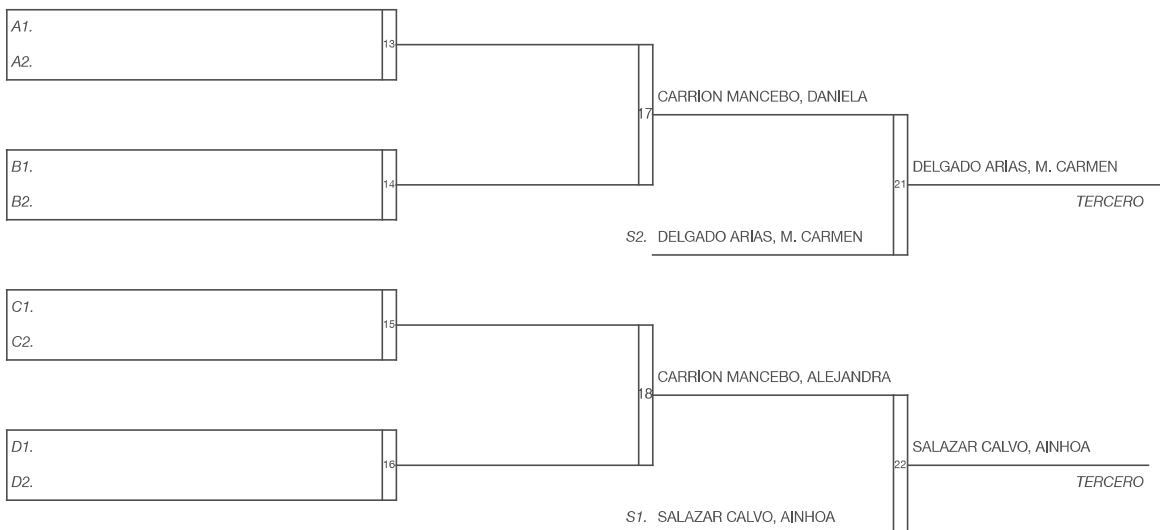 A1.
13
A2.
CARRION MANCEBO, DANIELA
17
B1.
DELGADO ARIAS, M. CARMEN
14
21
B2.
TERCERO
S2. DELGADO ARIAS, M. CARMEN
C1.
15
C2.
CARRION MANCEBO, ALEJANDRA
18
D1.
SALAZAR CALVO, AINHOA
16
22
D2.
TERCERO
S1. SALAZAR CALVO, AINHOA